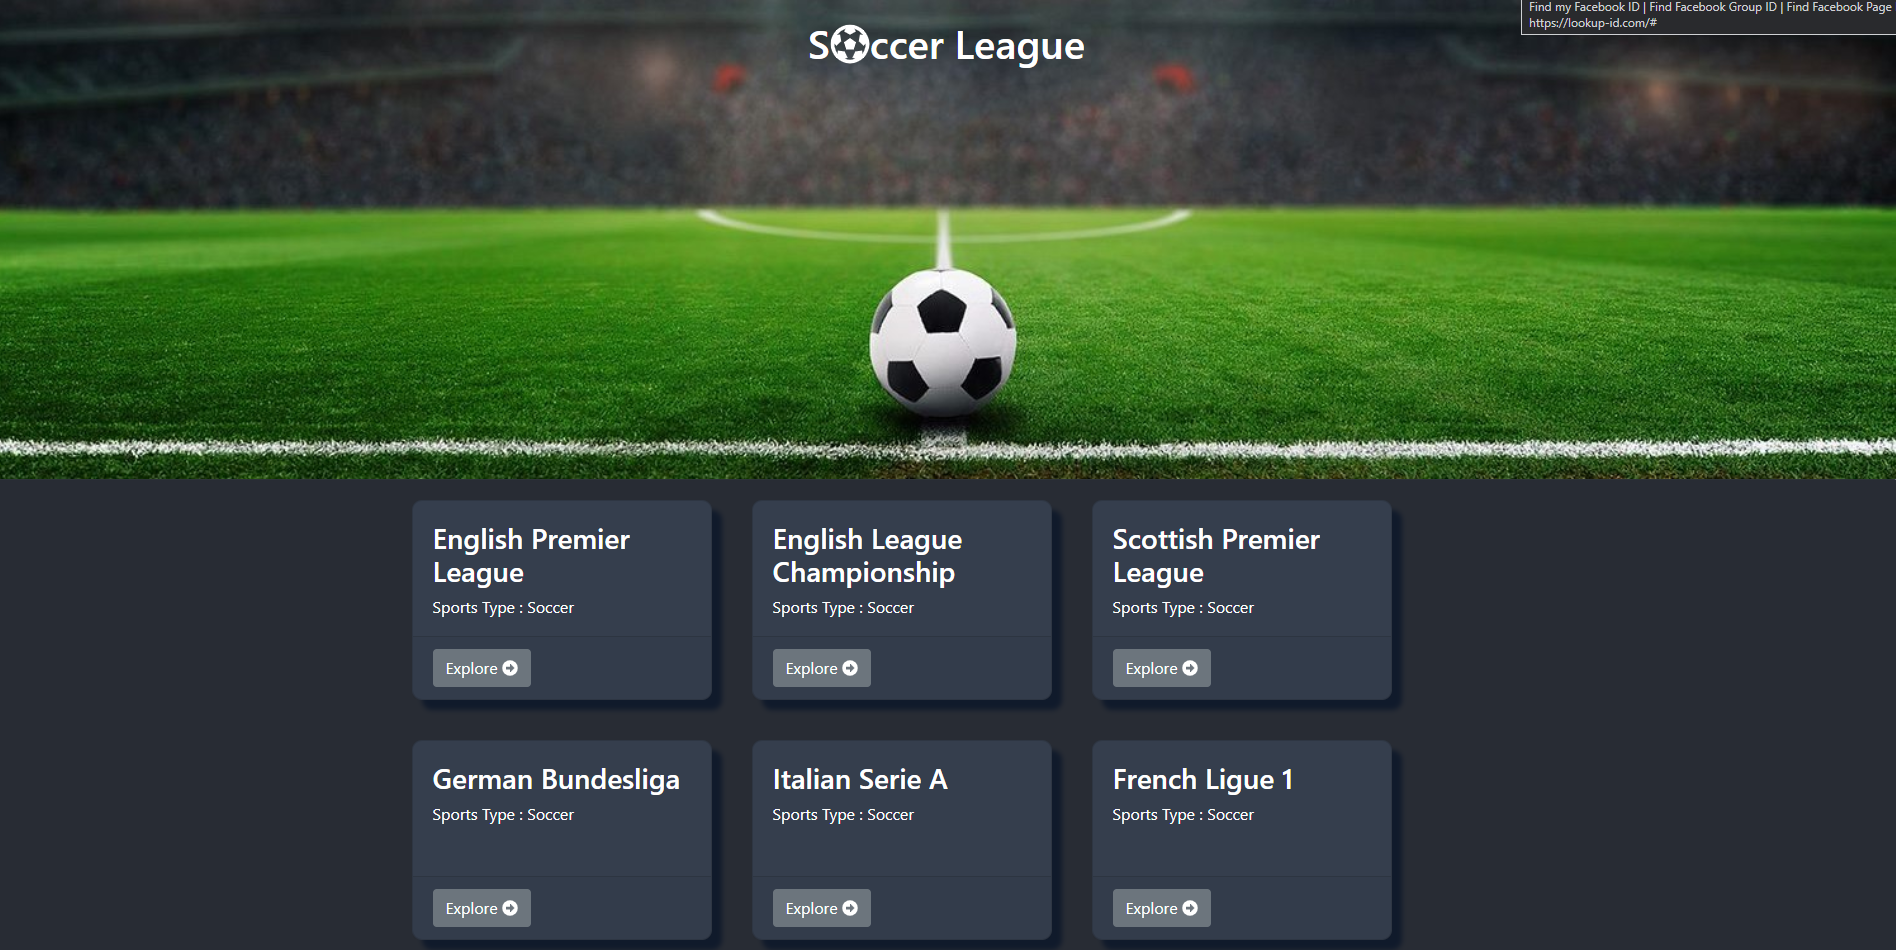 Find my Facebook ID | Find Facebook Group ID | Find Facebook Page
https://lookup-id.com/#
Sccer League
English Premier
League
Sports Type : Soccer
Explore
English League
Championship
Sports Type : Soccer
Explore
Scottish Premier
League
Sports Type : Soccer
Explore
German Bundesliga
Sports Type : Soccer
Explore
Italian Serie A
Sports Type : Soccer
Explore
French Ligue 1
Sports Type : Soccer
Explore